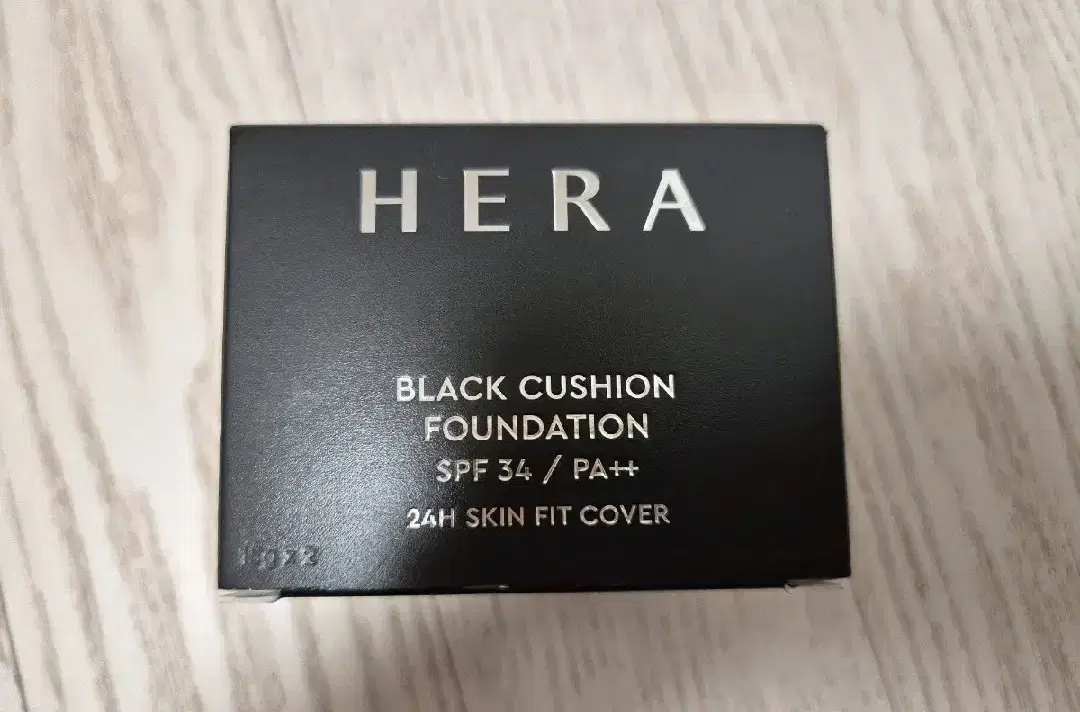 HERA
BLACK CUSHION
FOUNDATION
SPF 34 / PA++
24H SKIN FIT COVER